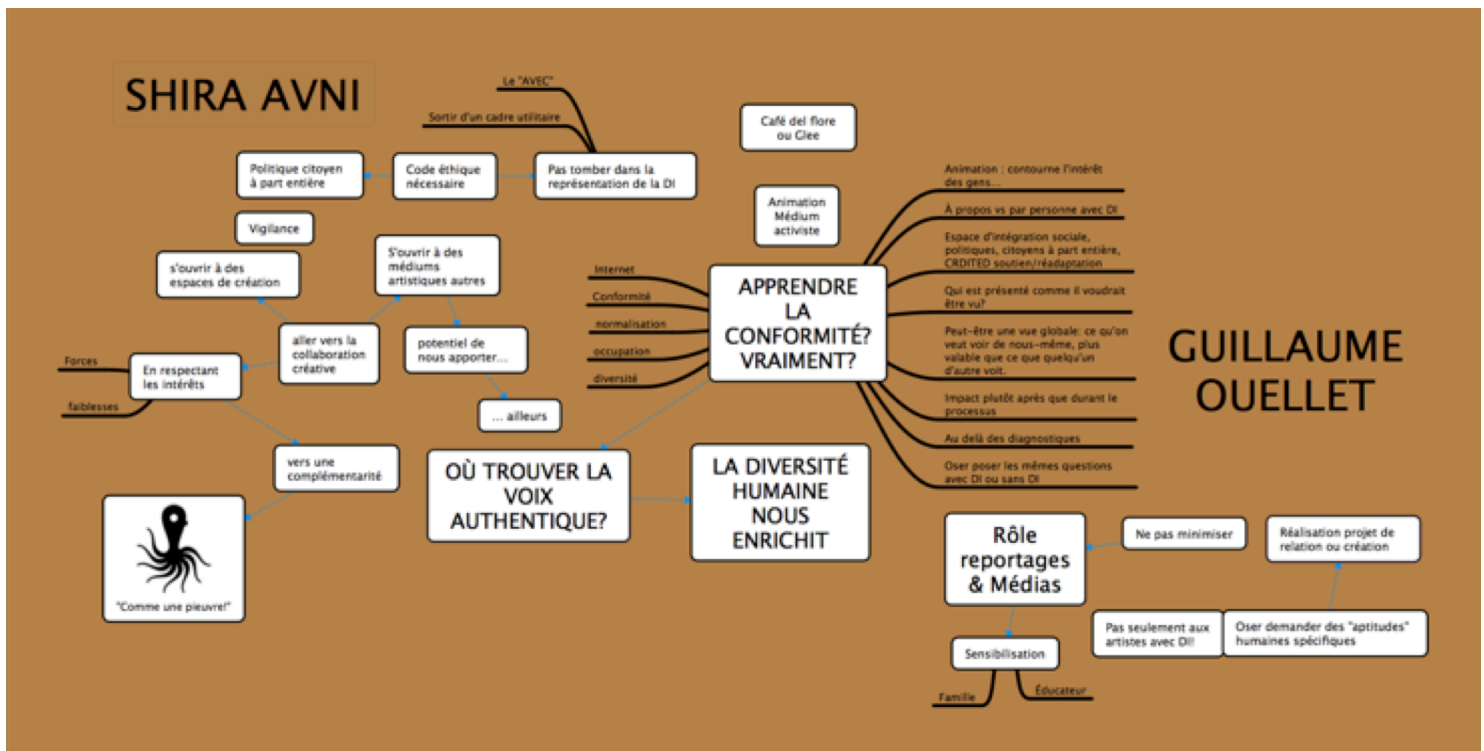 SHIRA AVNI
Le "AVEC"
Sortir d'un cadre utilitaire
Politique citoyen
à part entière
Code éthique
nécessaire
Pas tomber dans la
représentation de la DI
Vigilance
s'ouvrir à des
espaces de création
S'ouvrir à des
médiums
artistiques autres
aller vers la
collaboration
créative
potentiel de
nous apporter...
... ailleurs
Forces
faiblesses
En respectant
les intérêts
vers une
complémentarité
"Comme une pieuvre!"
Café del flore
ou Glee
Animation
Médium
activiste
Internet
Conformité
normalisation
occupation
diversité
APPRENDRE
LA
CONFORMITÉ?
VRAIMENT?
OÙ TROUVER LA
VOIX
AUTHENTIQUE?
LA DIVERSITÉ
HUMAINE
NOUS
ENRICHIT
Animation : contourne l'intérêt
des gens...
À propos vs par personne avec DI
Espace d'intégration sociale,
politiques, citoyens à part entière,
CRDITED soutien/réadaptation
Qui est présenté comme il voudrait
être vu?
Peut-être une vue globale: ce qu'on
veut voir de nous-même, plus
valable que ce que quelqu'un
d'autre voit.
Impact plutôt après que durant le
processus
Au delà des diagnostiques
Oser poser les mêmes questions
avec DI ou sans DI
GUILLAUME
OUELLET
Rôle
reportages
& Médias
Ne pas minimiser
Réalisation projet de
relation ou création
Pas seulement aux
artistes avec DI!
Oser demander des "aptitudes"
humaines spécifiques
Sensibilisation
Famille
Éducateur